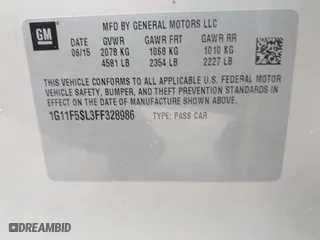 GM
MFD BY GENERAL MOTORS LLC
DATE GVWR GAWR FRT GAWR RR
06/15 2078 KG 1068 KG 1010 KG
4581 LB 2354 LB 2227 LB
THIS VEHICLE CONFORMS TO ALL APPLICABLE U.S. FEDERAL MOTOR
VEHICLE SAFETY, BUMPER, AND THEFT PREVENTION STANDARDS
IN EFFECT ON THE DATE OF MANUFACTURE SHOWN ABOVE.
1G11F5SL3FF328986 TYPE: PASS CAR
DREAMBID